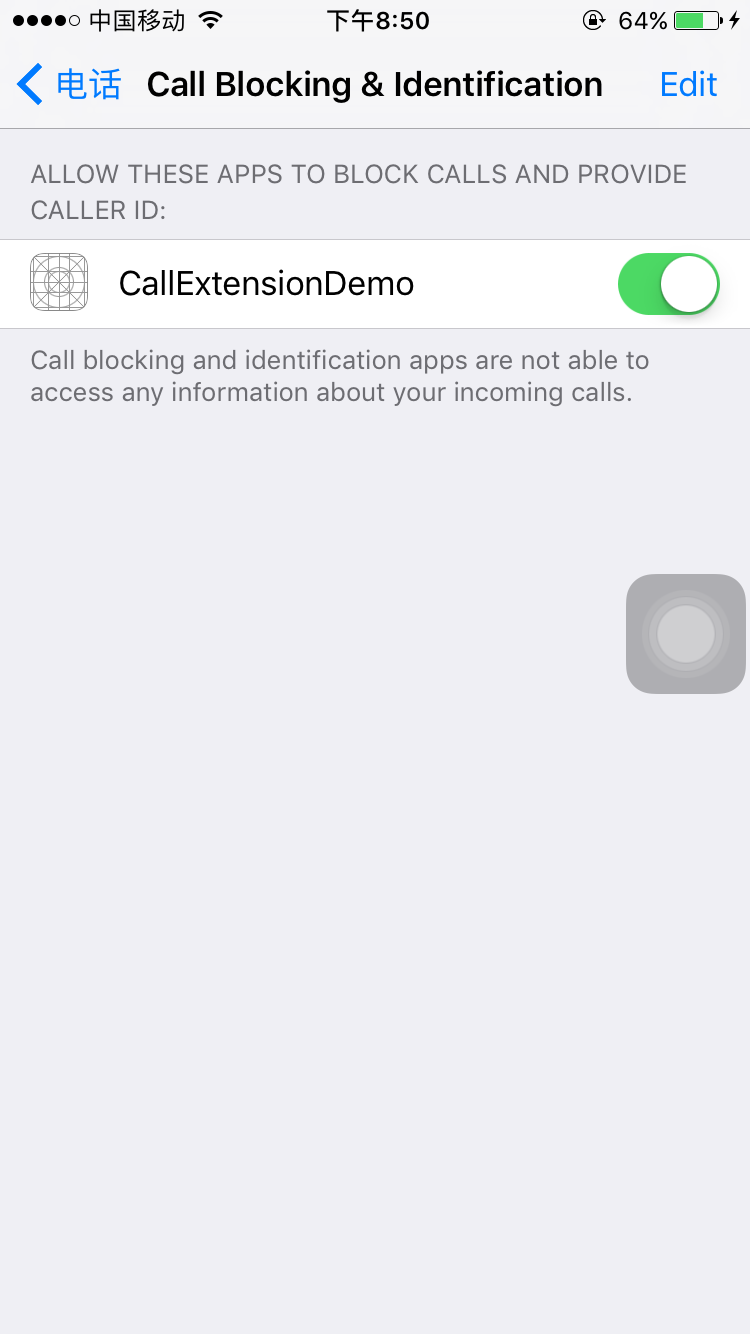 中国移动 下午8:50 64%
电话 Call Blocking & Identification Edit
ALLOW THESE APPS TO BLOCK CALLS AND PROVIDE
CALLER ID:
CallExtensionDemo
Call blocking and identification apps are not able to
access any information about your incoming calls.